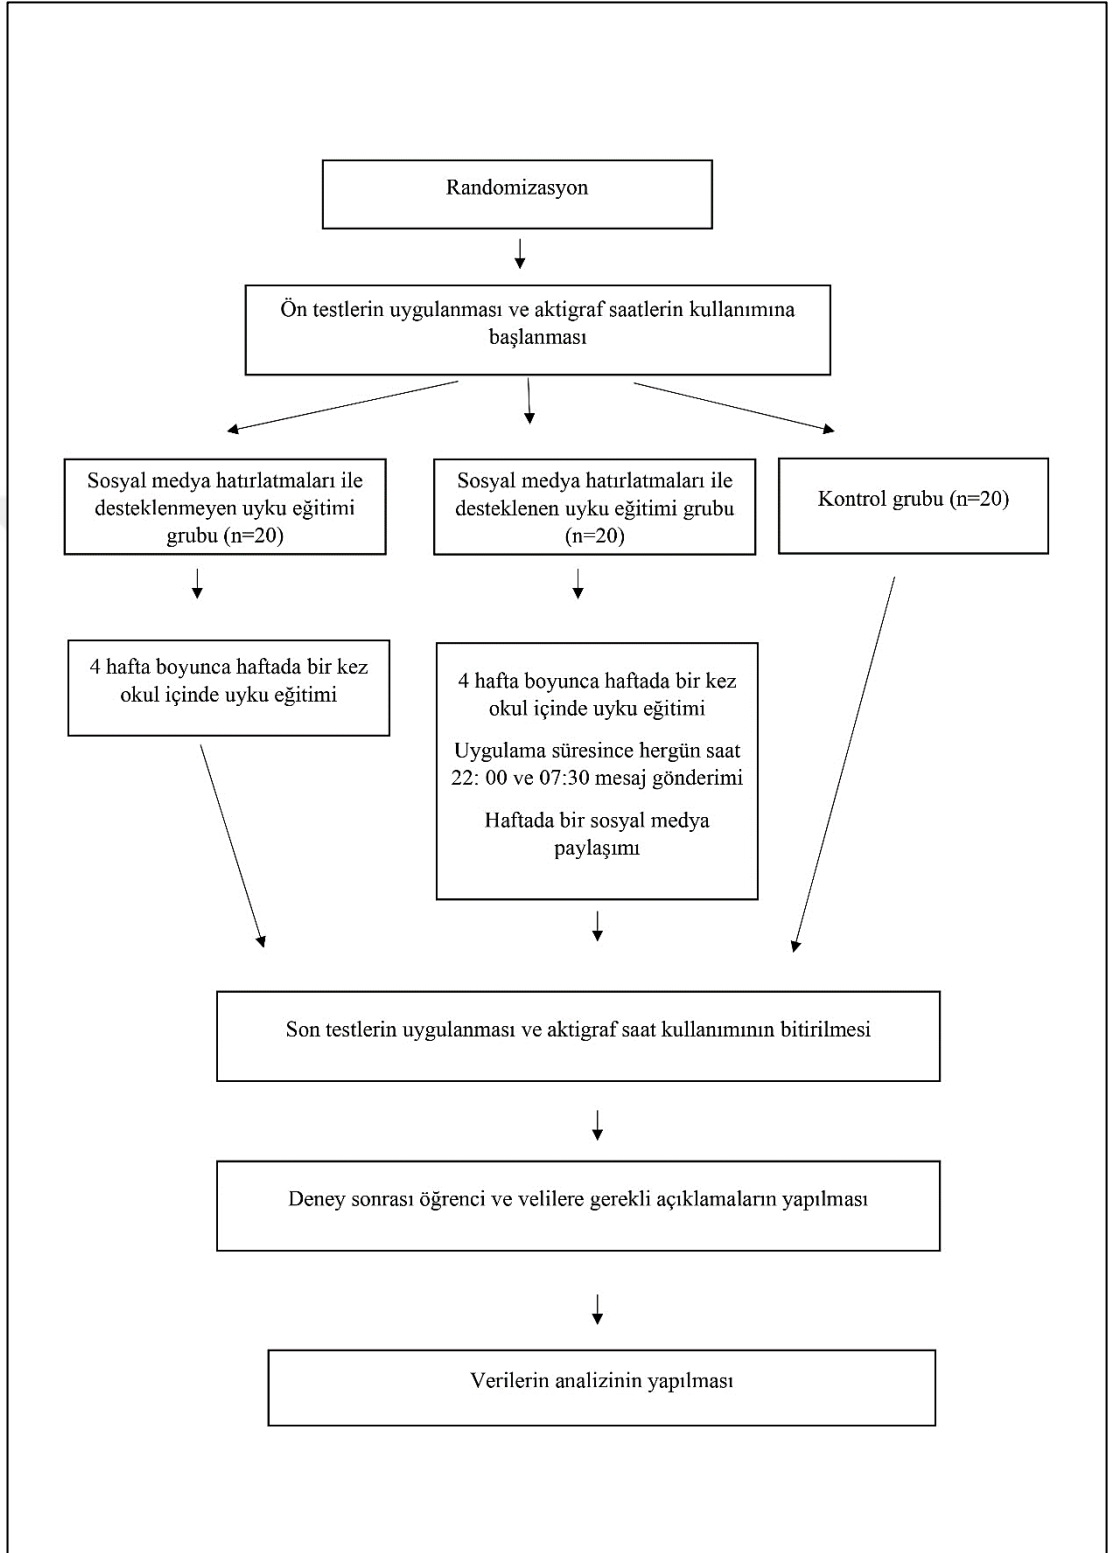 Randomizasyon
Ön testlerin uygulanması ve aktigraf saatlerin kullanımına
başlanması
Sosyal medya hatırlatmaları ile
desteklenmeyen uyku eğitimi
grubu (n=20)
Sosyal medya hatırlatmaları ile
desteklenen uyku eğitimi grubu
(n=20)
Kontrol grubu (n=20)
4 hafta boyunca haftada bir kez
okul içinde uyku eğitimi
4 hafta boyunca haftada bir kez
okul içinde uyku eğitimi
Uygulama süresince hergün saat
22: 00 ve 07:30 mesaj gönderimi
Haftada bir sosyal medya
paylaşımı
Son testlerin uygulanması ve aktigraf saat kullanımının bitirilmesi
Deney sonrası öğrenci ve velilere gerekli açıklamaların yapılması
Verilerin analizinin yapılması